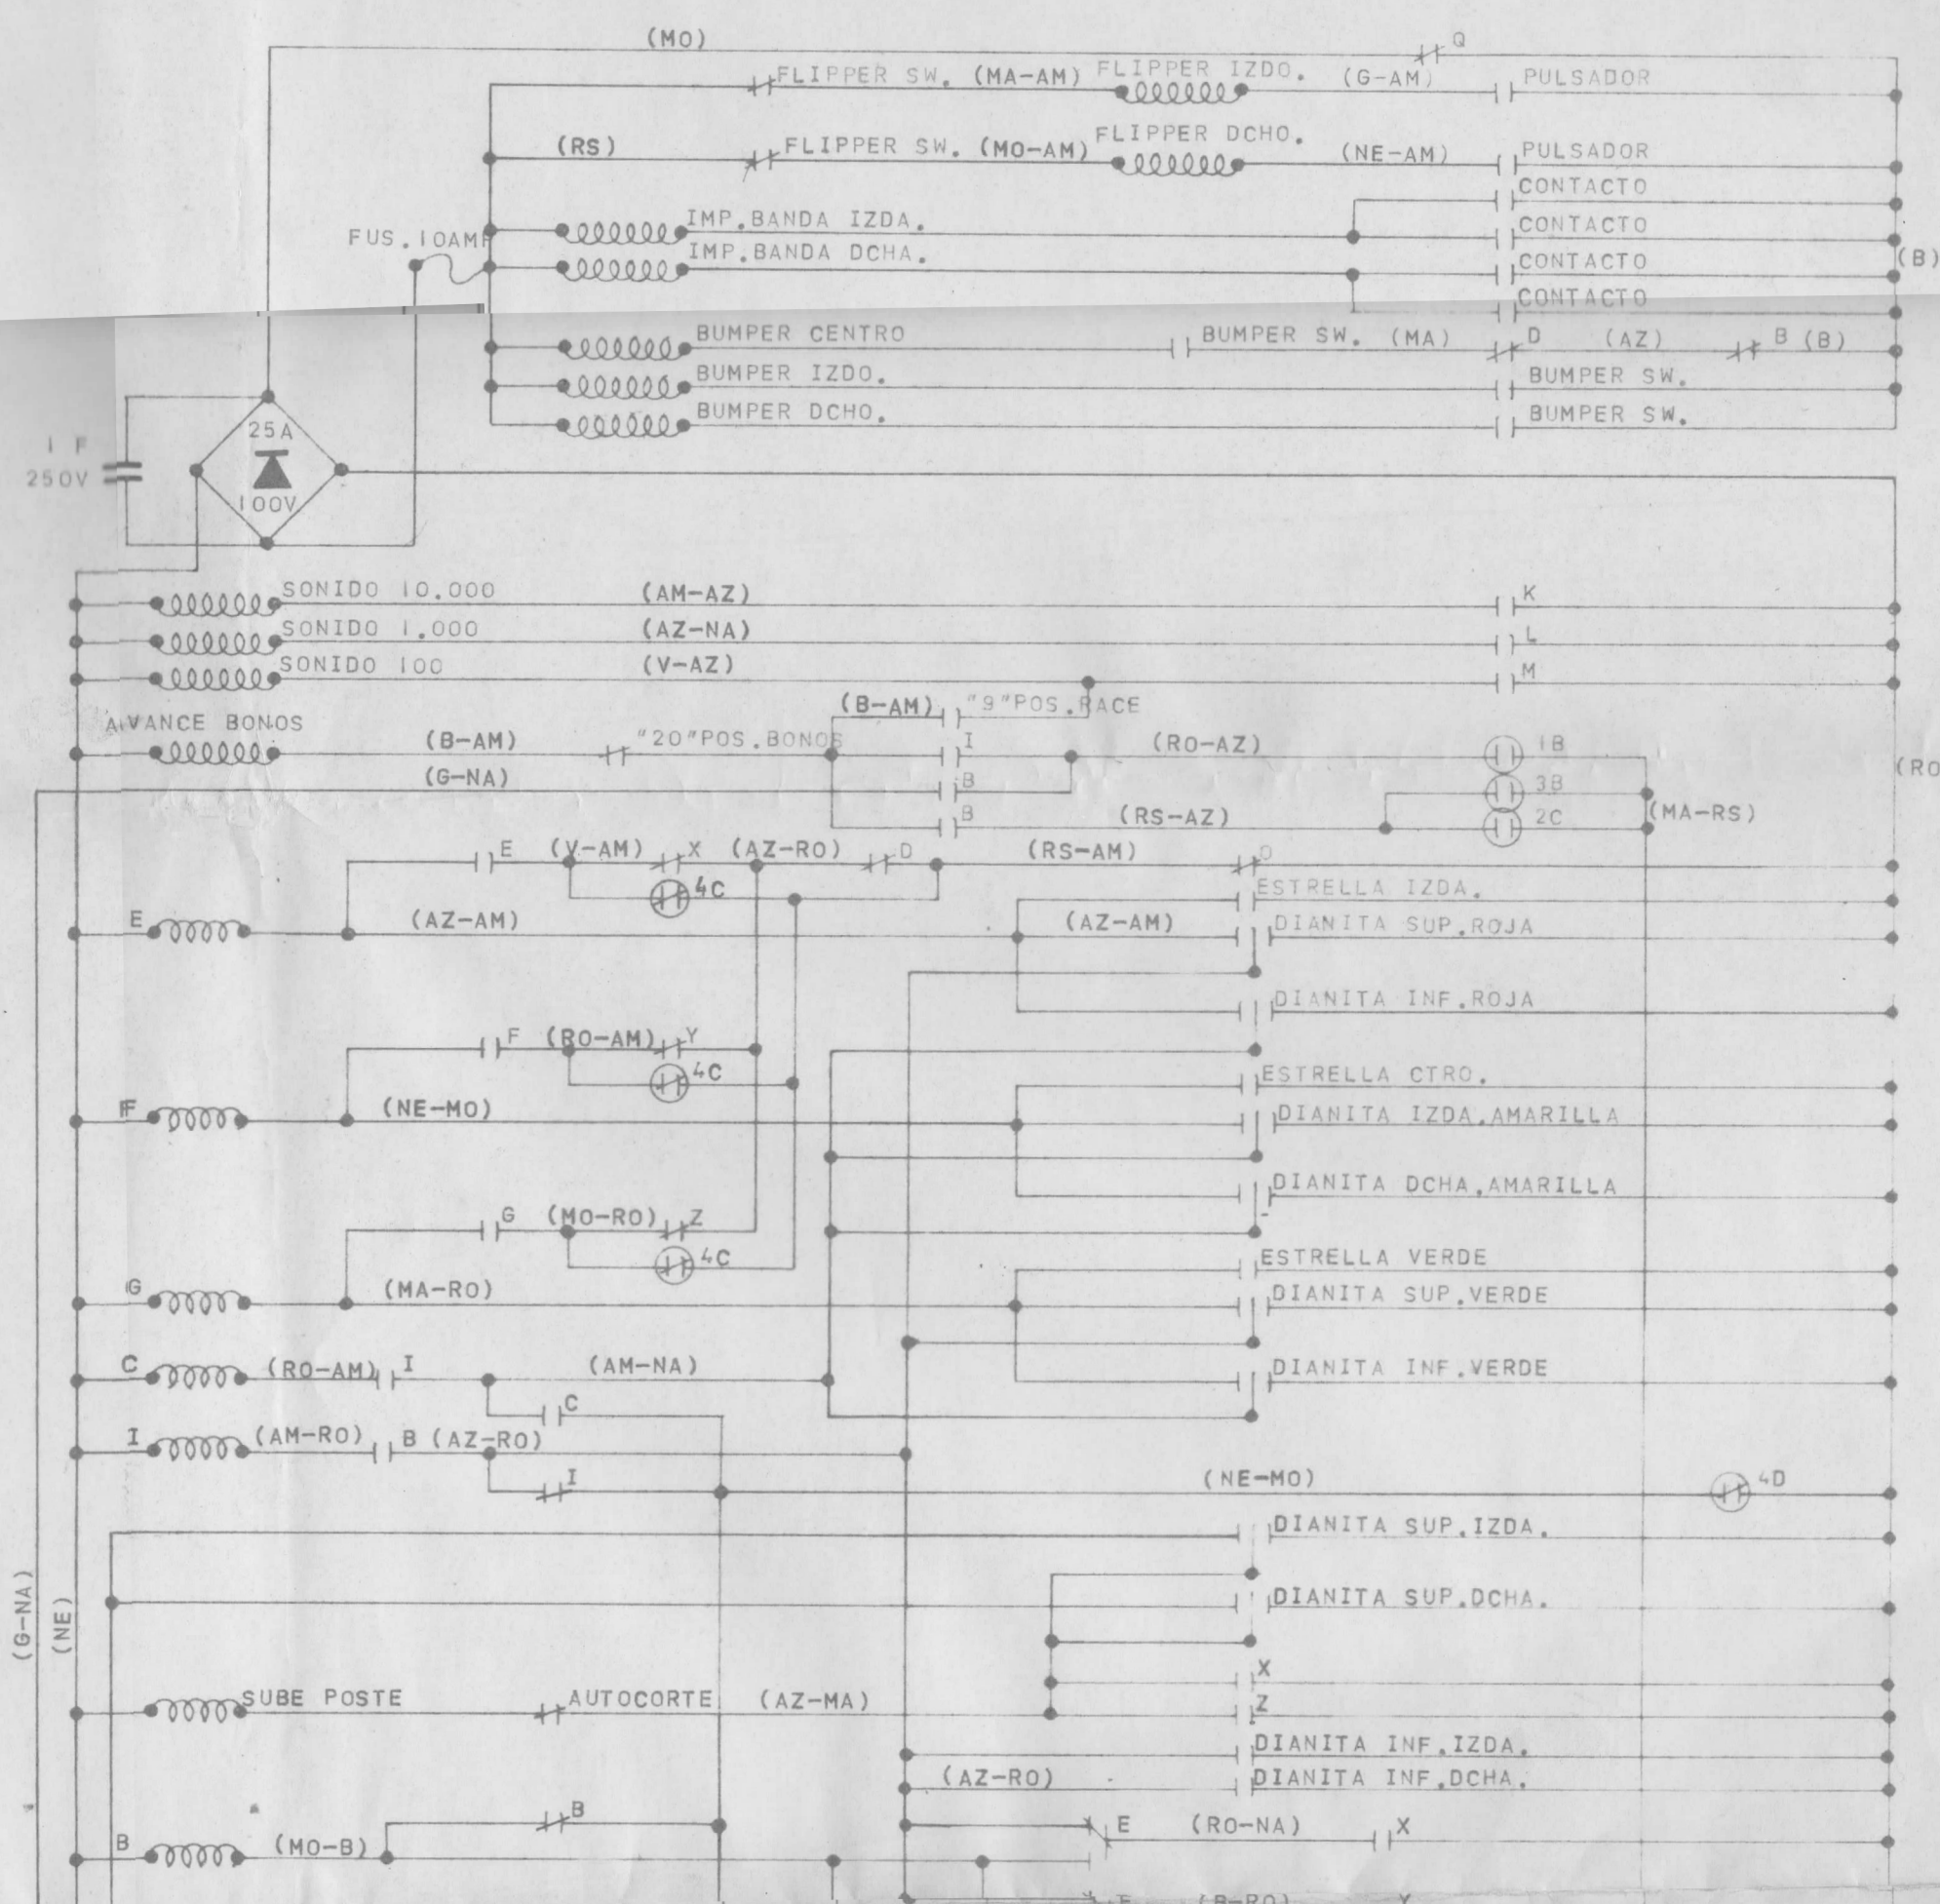 (MO)
Q
FLIPPER SW. (MA-AM) FLIPPER IZDO. (G-AM) PULSADOR
(RS) FLIPPER SW. (MO-AM) FLIPPER DCHO. (NE-AM) PULSADOR
CONTACTO
IMP.BANDA IZDA. CONTACTO
FUS.10AMP
IMP.BANDA DCHA. CONTACTO
(B)
CONTACTO
BUMPER CENTRO BUMPER SW. (MA) D (AZ) B (B)
BUMPER IZDO. BUMPER SW.
BUMPER DCHO. BUMPER SW.
25A
1 F
250V
100V
SONIDO 10.000 (AM-AZ) K
SONIDO 1.000 (AZ-NA) L
SONIDO 100 (V-AZ) M
(B-AM) "9"POS.RACE
AVANCE BONOS
(B-AM) "20"POS.BONOS I (RO-AZ) 1B
(RO
(G-NA) B 3B
B (RS-AZ) 2C (MA-RS)
E (V-AM) X (AZ-RO) D (RS-AM) O
4C ESTRELLA IZDA.
E (AZ-AM) (AZ-AM) DIANITA SUP.ROJA
DIANITA INF.ROJA
F (RO-AM) Y
4C ESTRELLA CTRO.
F (NE-MO) DIANITA IZDA.AMARILLA
DIANITA DCHA.AMARILLA
G (MO-RO) Z
4C ESTRELLA VERDE
G (MA-RO) DIANITA SUP.VERDE
C (RO-AM) I (AM-NA) DIANITA INF.VERDE
C
I (AM-RO) B (AZ-RO)
I (NE-MO) 4D
DIANITA SUP.IZDA.
DIANITA SUP.DCHA.
(G-NA)
(NE)
X
SUBE POSTE AUTOCORTE (AZ-MA) Z
DIANITA INF.IZDA.
(AZ-RO) DIANITA INF.DCHA.
B E (RO-NA) X
B (MO-B)
(B-RO) Y